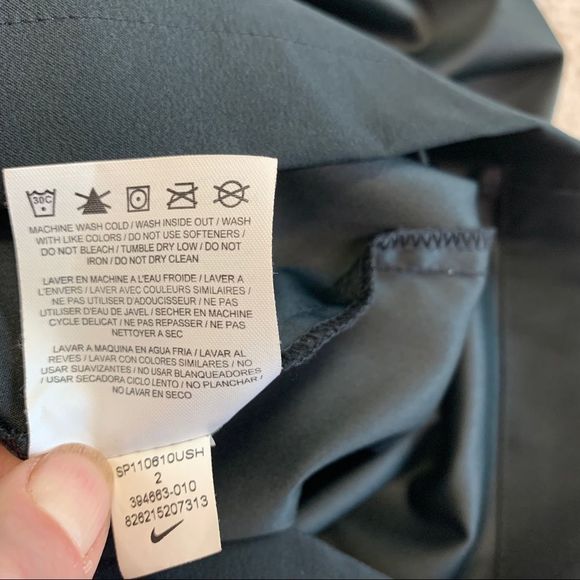 30C
MACHINE WASH COLD / WASH INSIDE OUT / WASH
WITH LIKE COLORS / DO NOT USE SOFTENERS /
DO NOT BLEACH / TUMBLE DRY LOW / DO NOT
IRON / DO NOT DRY CLEAN
LAVER EN MACHINE A L'EAU FROIDE / LAVER A
L'ENVERS / LAVER AVEC COULEURS SIMILAIRES /
NE PAS UTILISER D'ADOUCISSEUR / NE PAS
UTILISER D'EAU DE JAVEL / SECHER EN MACHINE
CYCLE DELICAT / NE PAS REPASSER / NE PAS
NETTOYER A SEC
LAVAR A MAQUINA EN AGUA FRIA / LAVAR AL
REVES / LAVAR CON COLORES SIMILARES / NO
USAR SUAVIZANTES / NO USAR BLANQUEADORES
/ USAR SECADORA CICLO LENTO / NO PLANCHAR /
NO LAVAR EN SECO
SP110610USH
2
394663-010
826215207313